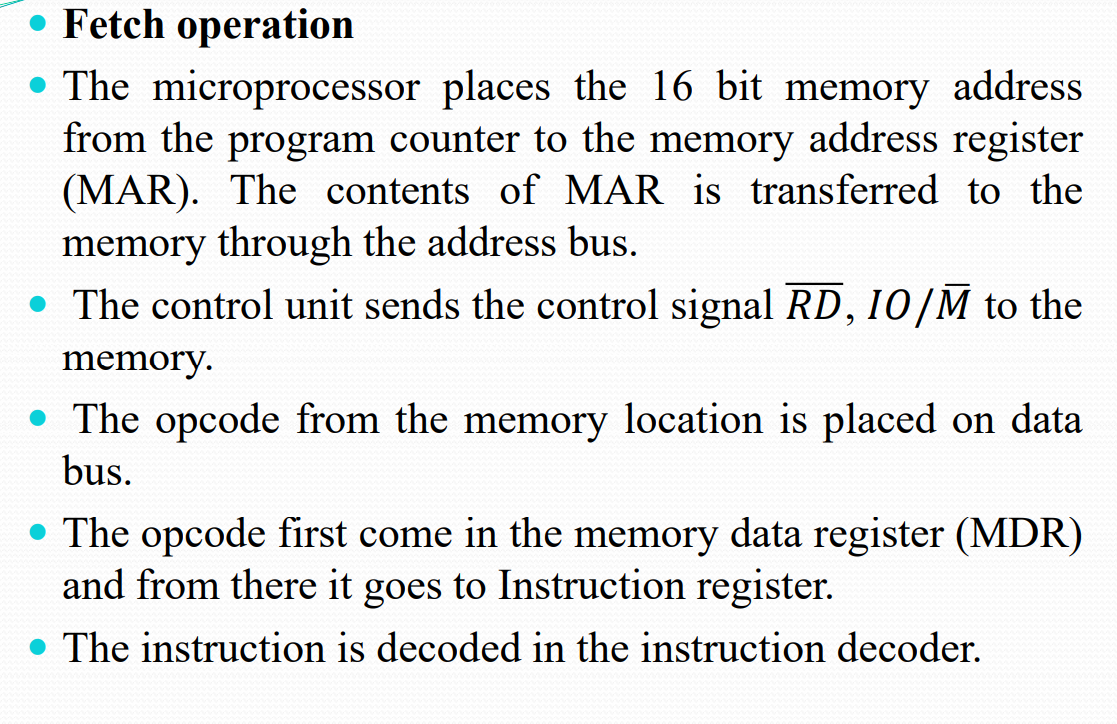 • Fetch operation
• The microprocessor places the 16 bit memory address
from the program counter to the memory address register
(MAR). The contents of MAR is transferred to the
memory through the address bus.
• The control unit sends the control signal R̅D̅, IO/M̅ to the
memory.
• The opcode from the memory location is placed on data
bus.
• The opcode first come in the memory data register (MDR)
and from there it goes to Instruction register.
• The instruction is decoded in the instruction decoder.